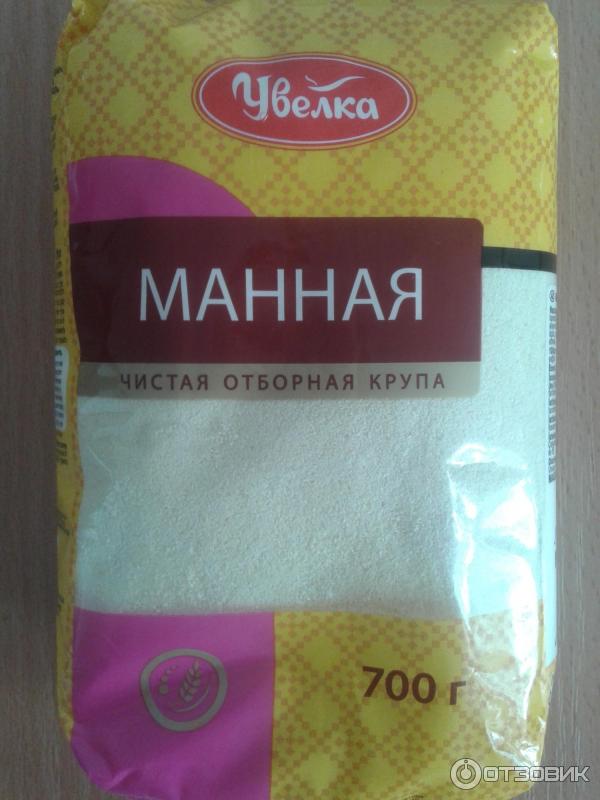 Увелка
МАННАЯ
ЧИСТАЯ ОТБОРНАЯ КРУПА
700 г
ОТЗОВИК